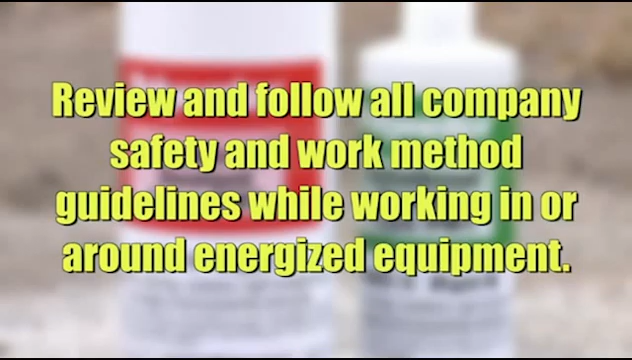 Review and follow all company
safety and work method
guidelines while working in or
around energized equipment.